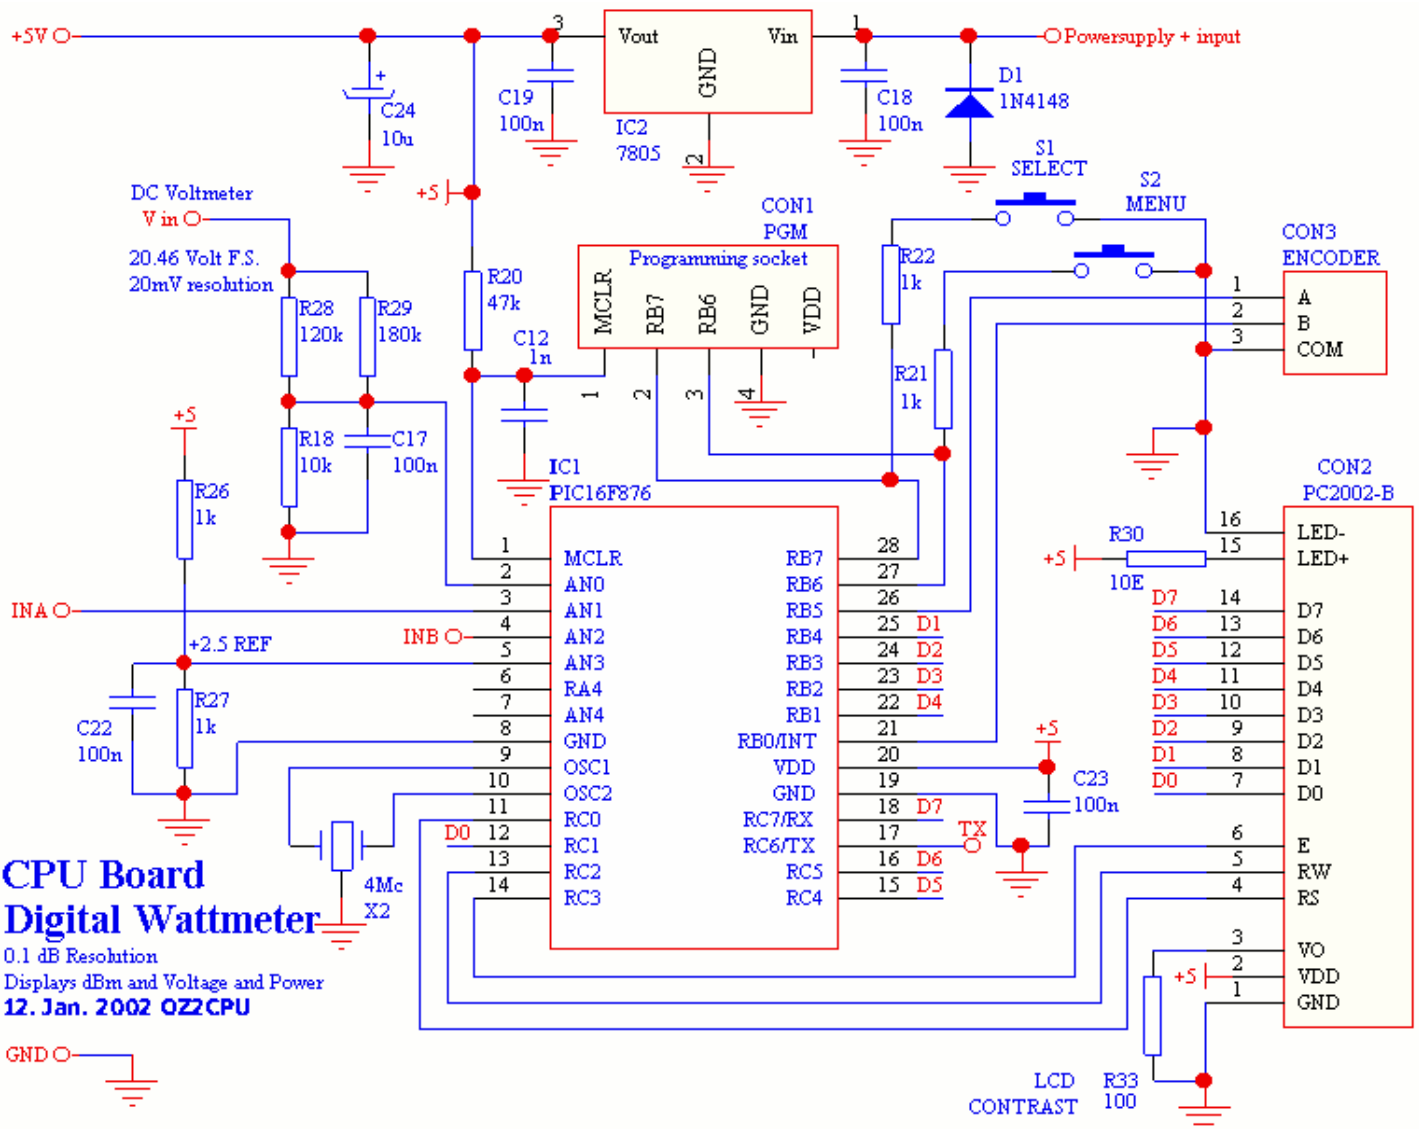 +5V
3
Vout
Vin
GND
1
Powersupply + input
+
C24
10u
C19
100n
IC2
7805
2
C18
100n
D1
1N4148
S1
SELECT
S2
MENU
+5
DC Voltmeter
V in
20.46 Volt F.S.
20mV resolution
R28
120k
R29
180k
R20
47k
C12
1n
CON1
PGM
Programming socket
MCLR
RB7
RB6
GND
VDD
1
2
3
4
R22
1k
R21
1k
CON3
ENCODER
1
A
2
B
3
COM
+5
R18
10k
C17
100n
R26
1k
IC1
PIC16F876
CON2
PC2002-B
1
MCLR
RB7
28
2
AN0
RB6
27
INA
3
AN1
RB5
26
INB
4
AN2
RB4
25
D1
+2.5 REF
5
AN3
RB3
24
D2
6
RA4
RB2
23
D3
7
AN4
RB1
22
D4
8
GND
RB0/INT
21
9
OSC1
VDD
20
10
OSC2
GND
19
11
RC0
RC7/RX
18
D7
D0
12
RC1
RC6/TX
17
TX
13
RC2
RC5
16
D6
14
RC3
RC4
15
D5
R27
1k
C22
100n
+5
C23
100n
4Mc
X2
16
LED-
R30
+5
10E
15
LED+
D7
14
D7
D6
13
D6
D5
12
D5
D4
11
D4
D3
10
D3
D2
9
D2
D1
8
D1
D0
7
D0
6
E
5
RW
4
RS
3
VO
+5
2
VDD
1
GND
LCD
CONTRAST
R33
100
CPU Board
Digital Wattmeter
0.1 dB Resolution
Displays dBm and Voltage and Power
12. Jan. 2002 OZ2CPU
GND